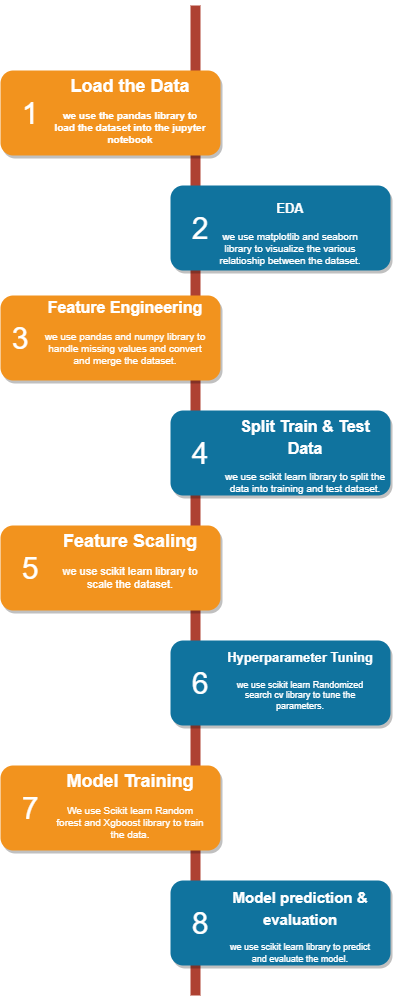 Load the Data
1
we use the pandas library to
load the dataset into the jupyter
notebook
EDA
2
we use matplotlib and seaborn
library to visualize the various
relatioship between the dataset.
Feature Engineering
3
we use pandas and numpy library to
handle missing values and convert
and merge the dataset.
Split Train & Test
Data
4
we use scikit learn library to split the
data into training and test dataset.
Feature Scaling
5
we use scikit learn library to
scale the dataset.
Hyperparameter Tuning
6
we use scikit learn Randomized
search cv library to tune the
parameters.
Model Training
7
We use Scikit learn Random
forest and Xgboost library to train
the data.
Model prediction &
evaluation
8
we use scikit learn library to predict
and evaluate the model.